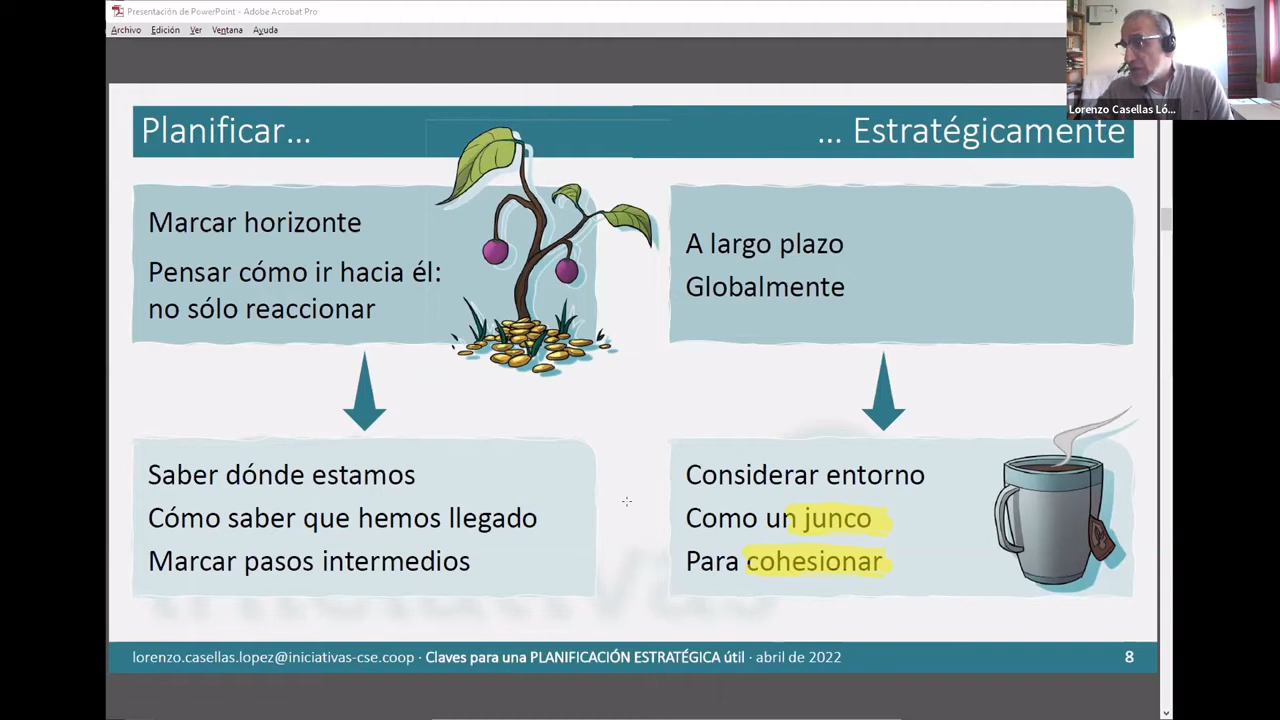 Presentación de PowerPoint - Adobe Acrobat Pro
Archivo Edición Ver Ventana Ayuda
Lorenzo Casellas Ló...
Planificar...
... Estratégicamente
Marcar horizonte
Pensar cómo ir hacia él:
no sólo reaccionar
A largo plazo
Globalmente
Saber dónde estamos
Cómo saber que hemos llegado
Marcar pasos intermedios
Considerar entorno
Como un junco
Para cohesionar
lorenzo.casellas.lopez@iniciativas-cse.coop · Claves para una PLANIFICACIÓN ESTRATÉGICA útil · abril de 2022
8